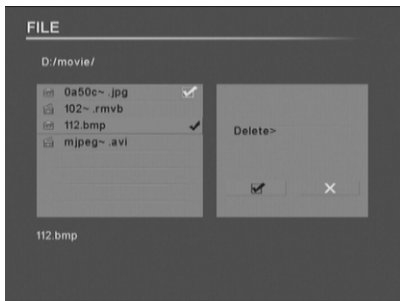 FILE
D:/movie/
0a50c~ .jpg
102~ .rmvb
112.bmp
mjpeg~ .avi
Delete>
112.bmp